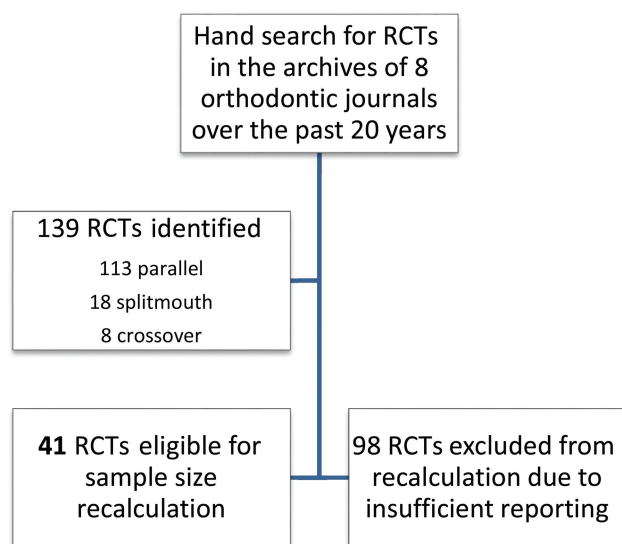 Hand search for RCTs
in the archives of 8
orthodontic journals
over the past 20 years
139 RCTs identified
113 parallel
18 splitmouth
8 crossover
41 RCTs eligible for
sample size
recalculation
98 RCTs excluded from
recalculation due to
insufficient reporting